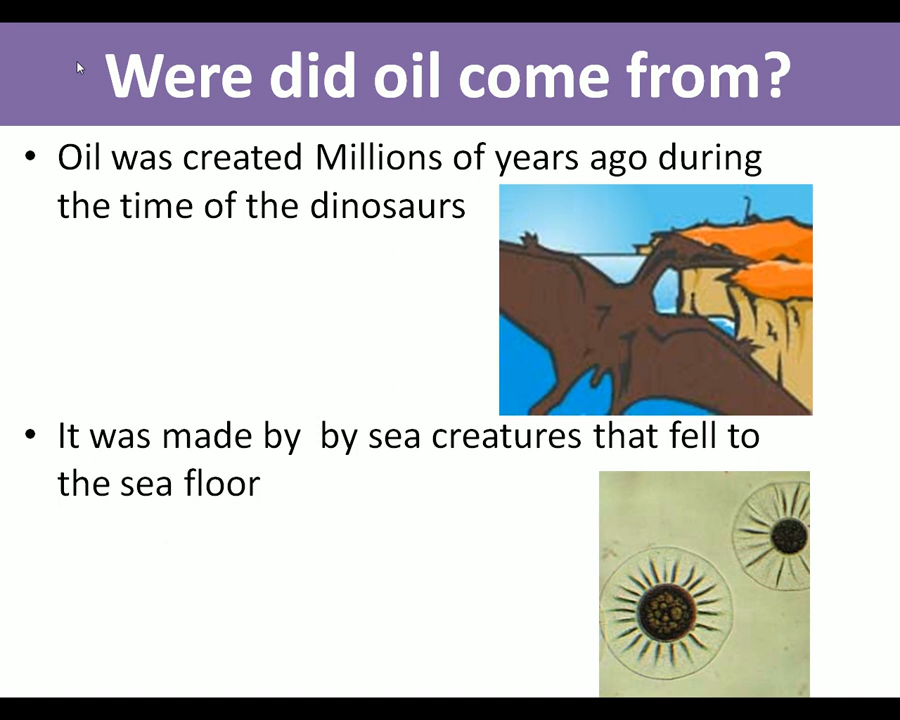 Were did oil come from?
• Oil was created Millions of years ago during
the time of the dinosaurs
• It was made by  by sea creatures that fell to
the sea floor